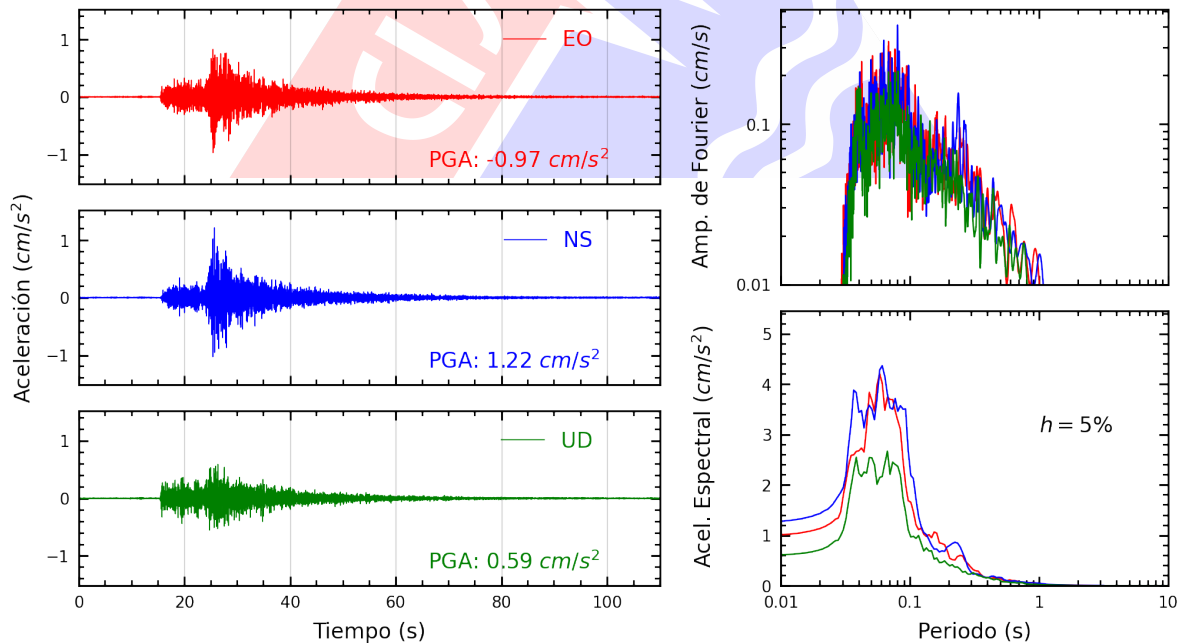 Aceleración (cm/s²)
1
0
−1
EO
PGA: -0.97 cm/s²
1
0
−1
NS
PGA: 1.22 cm/s²
1
0
−1
UD
PGA: 0.59 cm/s²
0
20
40
60
80
100
Tiempo (s)
Amp. de Fourier (cm/s)
0.1
0.01
Acel. Espectral (cm/s²)
5
4
3
2
1
0
h = 5%
0.01
0.1
1
10
Periodo (s)